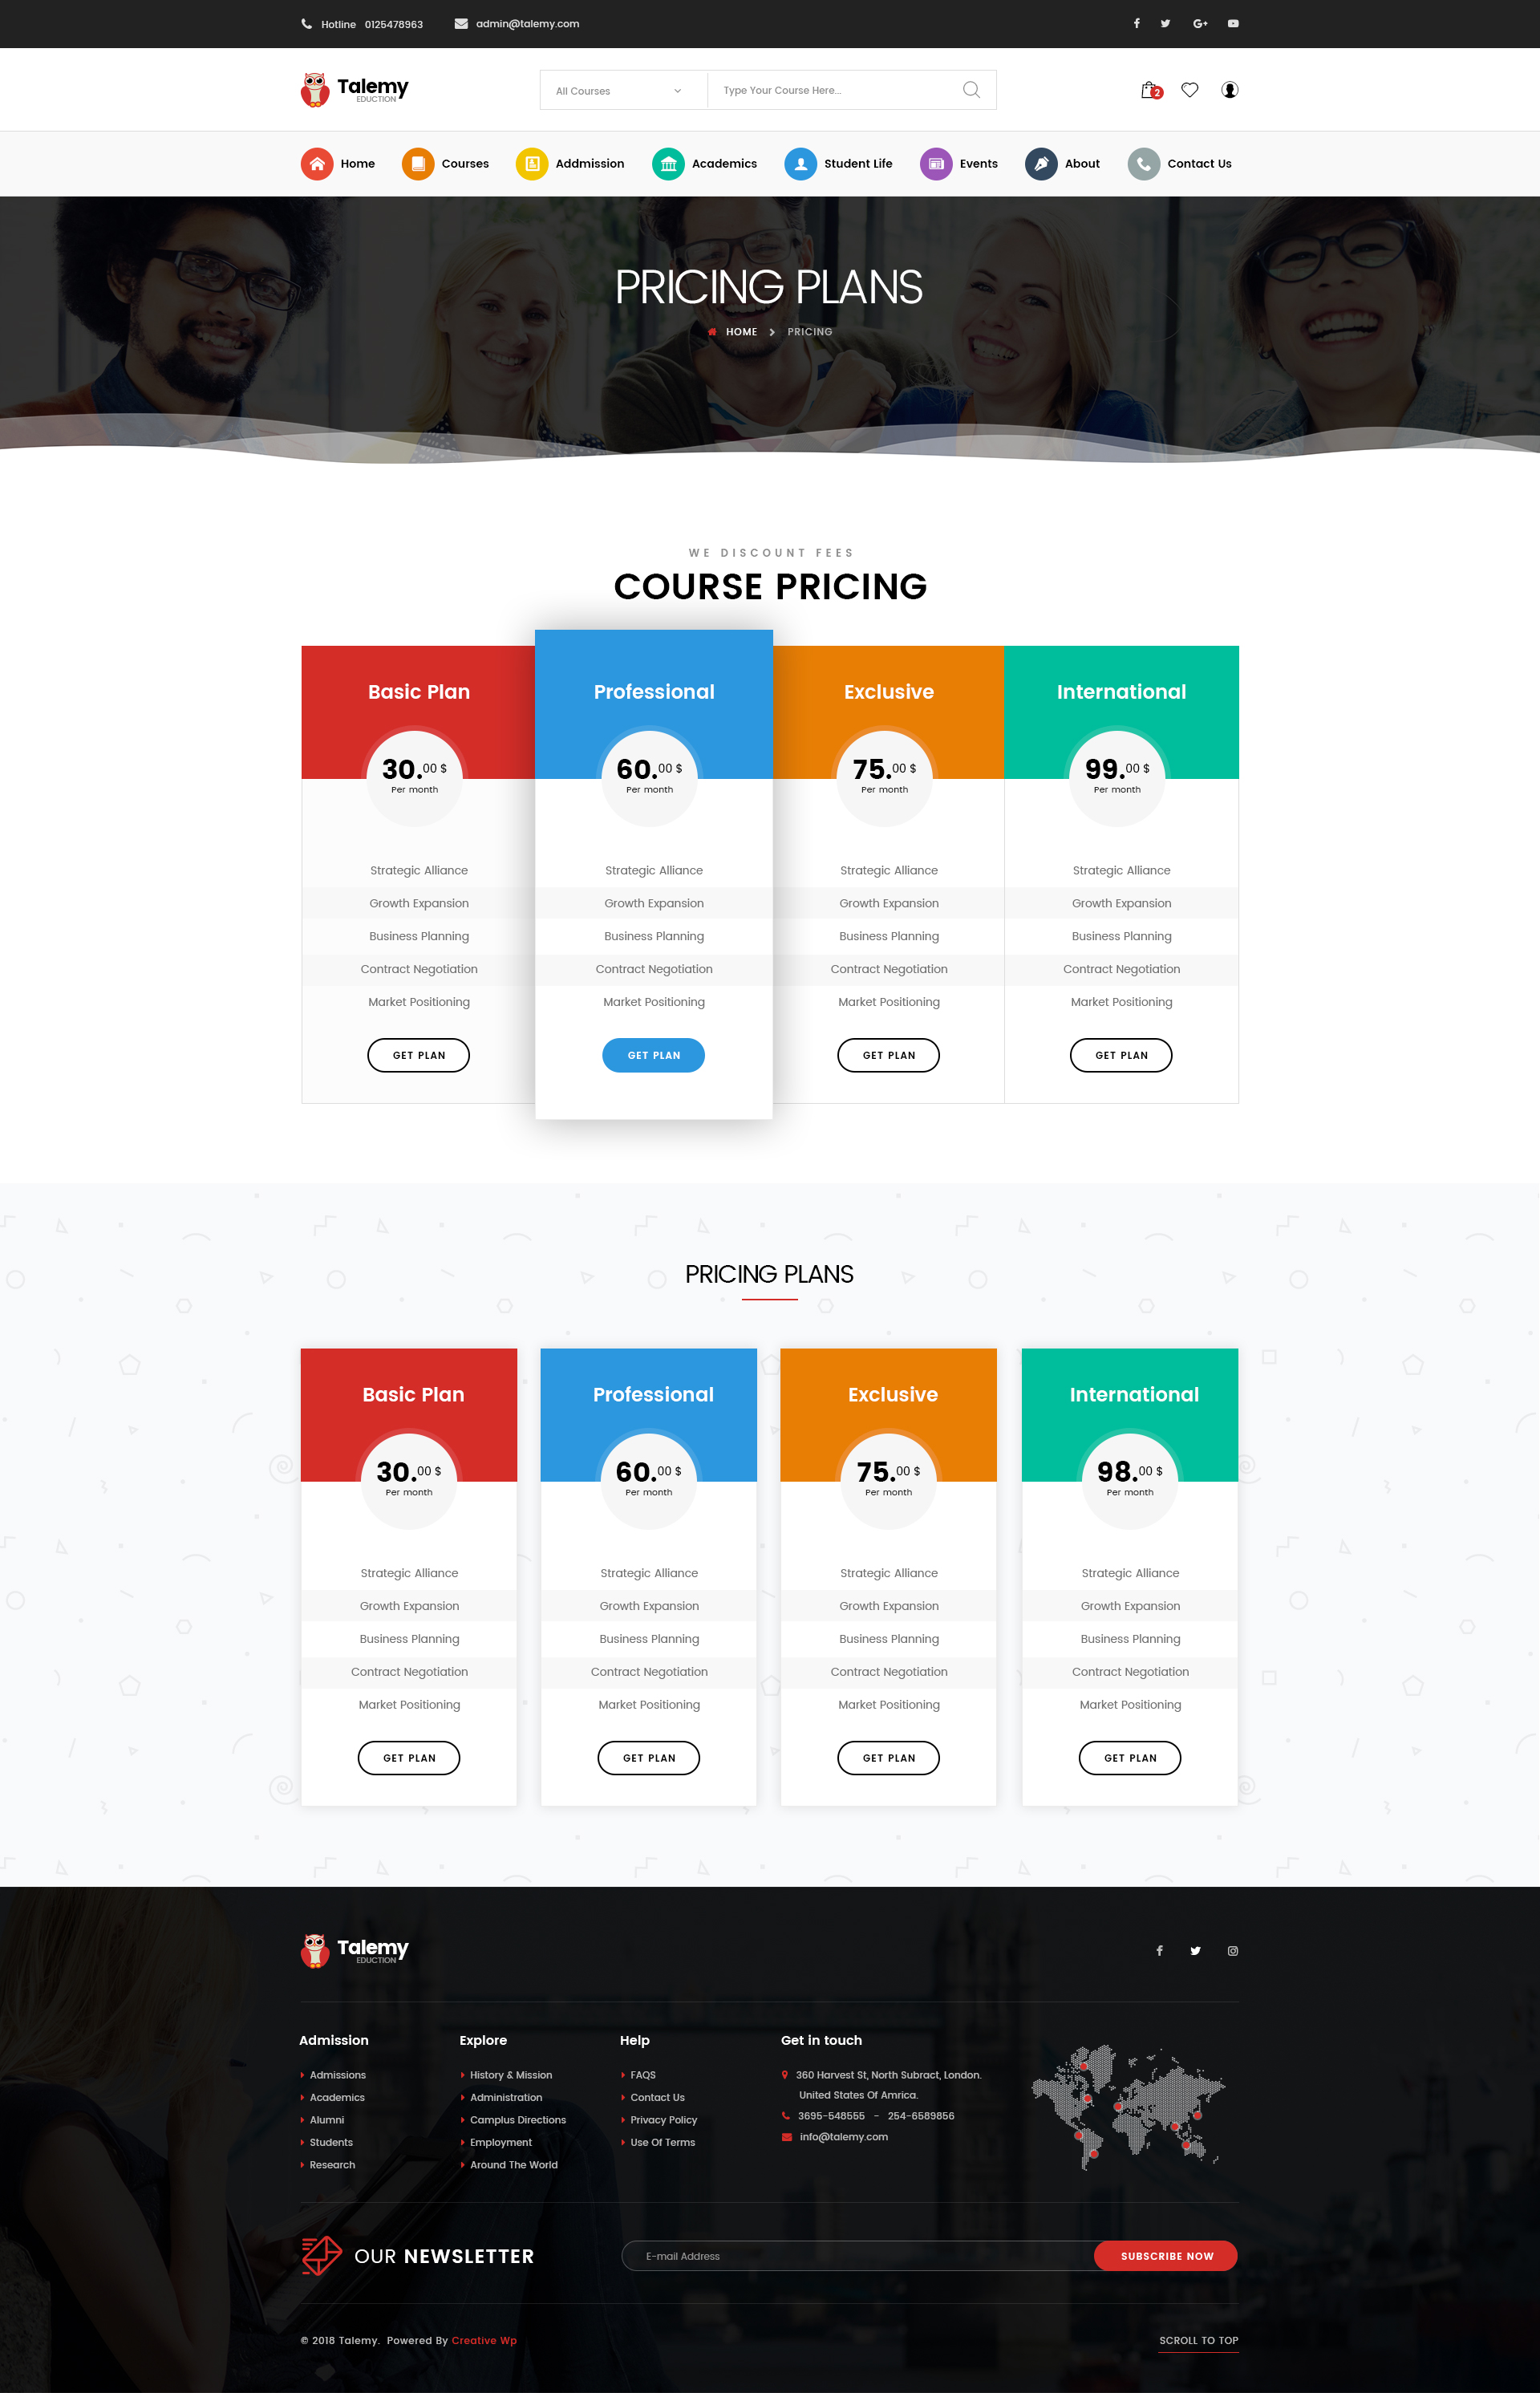 Hotline 0125478963 admin@talemy.com
Talemy
EDUCTION
All Courses Type Your Course Here...
2
Home Courses Addmission Academics Student Life Events About Contact Us
PRICING PLANS
HOME PRICING
WE DISCOUNT FEES
COURSE PRICING
Basic Plan Professional Exclusive International
30.00 $ 60.00 $ 75.00 $ 99.00 $
Per month Per month Per month Per month
Strategic Alliance Strategic Alliance Strategic Alliance Strategic Alliance
Growth Expansion Growth Expansion Growth Expansion Growth Expansion
Business Planning Business Planning Business Planning Business Planning
Contract Negotiation Contract Negotiation Contract Negotiation Contract Negotiation
Market Positioning Market Positioning Market Positioning Market Positioning
GET PLAN GET PLAN GET PLAN GET PLAN
PRICING PLANS
Basic Plan Professional Exclusive International
30.00 $ 60.00 $ 75.00 $ 98.00 $
Per month Per month Per month Per month
Strategic Alliance Strategic Alliance Strategic Alliance Strategic Alliance
Growth Expansion Growth Expansion Growth Expansion Growth Expansion
Business Planning Business Planning Business Planning Business Planning
Contract Negotiation Contract Negotiation Contract Negotiation Contract Negotiation
Market Positioning Market Positioning Market Positioning Market Positioning
GET PLAN GET PLAN GET PLAN GET PLAN
Talemy
EDUCTION
Admission
Admissions
Academics
Alumni
Students
Research
Explore
History & Mission
Administration
Camplus Directions
Employment
Around The World
Help
FAQS
Contact Us
Privacy Policy
Use Of Terms
Get in touch
360 Harvest St, North Subract, London.
United States Of Amrica.
3695-548555 - 254-6589856
info@talemy.com
OUR NEWSLETTER
E-mail Address SUBSCRIBE NOW
© 2018 Talemy. Powered By Creative Wp SCROLL TO TOP